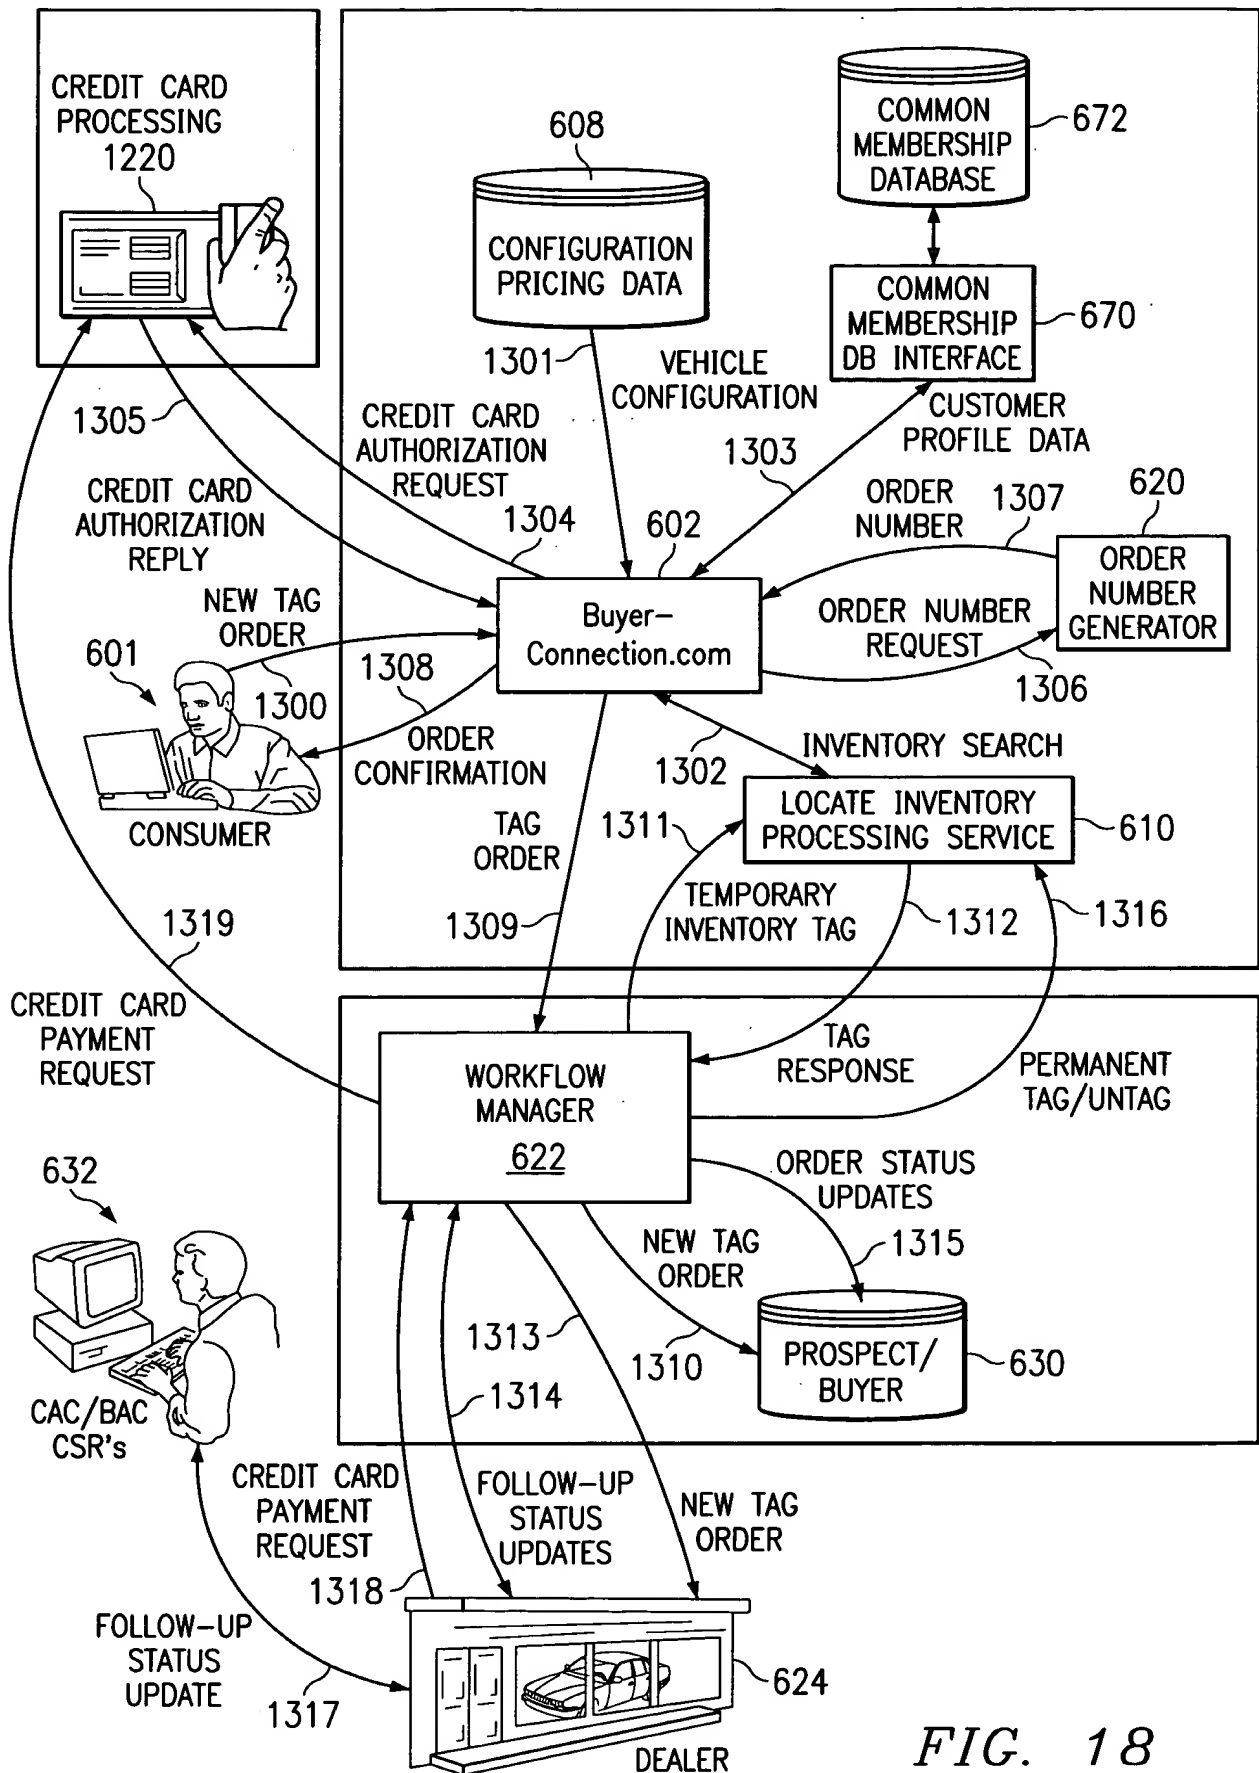 CREDIT CARD
PROCESSING
1220
608
CONFIGURATION
PRICING DATA
COMMON
MEMBERSHIP
DATABASE
672
COMMON
MEMBERSHIP
DB INTERFACE
670
1301
VEHICLE
CONFIGURATION
CREDIT CARD
AUTHORIZATION
REQUEST
1305
CREDIT CARD
AUTHORIZATION
REPLY
1304
1303
CUSTOMER
PROFILE DATA
602
ORDER
NUMBER
1307
620
ORDER
NUMBER
GENERATOR
Buyer-
Connection.com
ORDER NUMBER
REQUEST
1306
NEW TAG
ORDER
601
1300
1308
ORDER
CONFIRMATION
CONSUMER
1302
INVENTORY SEARCH
LOCATE INVENTORY
PROCESSING SERVICE
610
TAG
ORDER
1311
1309
TEMPORARY
INVENTORY TAG
1312
1316
1319
CREDIT CARD
PAYMENT
REQUEST
WORKFLOW
MANAGER
622
TAG
RESPONSE
PERMANENT
TAG/UNTAG
ORDER STATUS
UPDATES
1315
632
NEW TAG
ORDER
1313
1310
1314
PROSPECT/
BUYER
630
CAC/BAC
CSR's
CREDIT CARD
PAYMENT
REQUEST
1318
FOLLOW-UP
STATUS
UPDATES
NEW TAG
ORDER
FOLLOW-UP
STATUS
UPDATE
1317
624
DEALER
FIG. 18